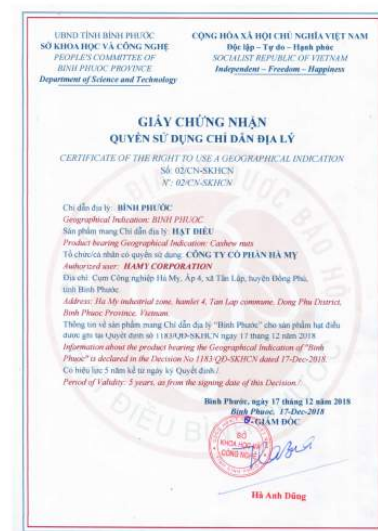 UBND TỈNH BÌNH PHƯỚC
SỞ KHOA HỌC VÀ CÔNG NGHỆ
PEOPLE'S COMMITTEE OF
BINH PHUOC PROVINCE
Department of Science and Technology
CỘNG HÒA XÃ HỘI CHỦ NGHĨA VIỆT NAM
Độc lập – Tự do – Hạnh phúc
SOCIALIST REPUBLIC OF VIETNAM
Independent – Freedom – Happiness
GIẤY CHỨNG NHẬN
QUYỀN SỬ DỤNG CHỈ DẪN ĐỊA LÝ
CERTIFICATE OF THE RIGHT TO USE A GEOGRAPHICAL INDICATION
Số: 02/CN-SKHCN
N°: 02/CN-SKHCN
Chỉ dẫn địa lý: BÌNH PHƯỚC
Geographical Indication: BINH PHUOC
Sản phẩm mang Chỉ dẫn địa lý: HẠT ĐIỀU
Product bearing Geographical Indication: Cashew nuts
Tổ chức/cá nhân có quyền sử dụng: CÔNG TY CỔ PHẦN HÀ MỴ
Authorized user: HAMY CORPORATION
Địa chỉ: Cụm Công nghiệp Hà My, Ấp 4, xã Tân Lập, huyện Đồng Phú,
tỉnh Bình Phước.
Address: Ha My industrial zone, hamlet 4, Tan Lap commune, Dong Phu District,
Binh Phuoc Province, Vietnam
Thông tin về sản phẩm mang Chỉ dẫn địa lý "Bình Phước" cho sản phẩm hạt điều
được ghi tại Quyết định số 1183/QĐ-SKHCN ngày 17 tháng 12 năm 2018
Information about the product bearing the Geographical Indication of "Binh
Phuoc" is declared in the Decision No 1183/QD-SKHCN dated 17-Dec-2018.
Có hiệu lực 5 năm kể từ ngày ký Quyết định./.
Period of Validity: 5 years, as from the signing date of this Decision./.
Bình Phước, ngày 17 tháng 12 năm 2018
Binh Phuoc, 17-Dec-2018
GIÁM ĐỐC
SỞ
KHOA HỌC VÀ
CÔNG NGHỆ
Hà Anh Dũng